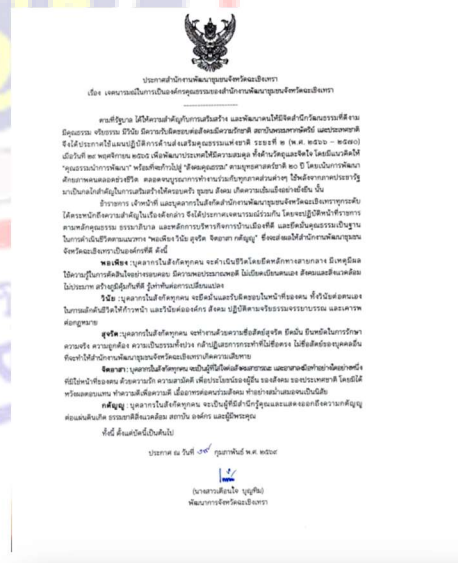 ประกาศสำนักงานพัฒนาชุมชนจังหวัดฉะเชิงเทรา
เรื่อง เจตนารมณ์ในการเป็นองค์กรคุณธรรมของสำนักงานพัฒนาชุมชนจังหวัดฉะเชิงเทรา
ตามที่รัฐบาล ได้ให้ความสำคัญกับการเสริมสร้าง และพัฒนาคนให้มีจิตสำนึกวัฒนธรรมที่ดีงาม
มีคุณธรรม จริยธรรม มีวินัย มีความรับผิดชอบต่อสังคมมีความรักชาติ สถาบันพระมหากษัตริย์ และประเทศชาติ
จึงได้ประกาศใช้แผนปฏิบัติการด้านส่งเสริมคุณธรรมแห่งชาติ ระยะที่ ๒ (พ.ศ. ๒๕๖๖ – ๒๕๗๐)
เมื่อวันที่ ๒๙ พฤศจิกายน ๒๕๖๕ เพื่อพัฒนาประเทศให้มีความสมดุล ทั้งด้านวัตถุและจิตใจ โดยมีแนวคิดให้
"คุณธรรมนำการพัฒนา" พร้อมที่จะก้าวไปสู่ "สังคมคุณธรรม" ตามยุทธศาสตร์ชาติ ๒๐ ปี โดยเน้นการพัฒนา
ศักยภาพคนตลอดช่วงชีวิต ตลอดจนบูรณาการทำงานร่วมกับทุกภาคส่วนต่างๆ ใช้พลังจากภาคประชารัฐ
มาเป็นกลไกสำคัญในการเสริมสร้างให้ครอบครัว ชุมชน สังคม เกิดความเข้มแข็งอย่างยั่งยืน นั้น
ข้าราชการ เจ้าหน้าที่ และบุคลากรในสังกัดสำนักงานพัฒนาชุมชนจังหวัดฉะเชิงเทราทุกระดับ
ได้ตระหนักถึงความสำคัญในเรื่องดังกล่าว จึงได้ประกาศเจตนารมณ์ร่วมกัน โดยจะปฏิบัติหน้าที่ราชการ
ตามหลักคุณธรรม ธรรมาภิบาล และหลักการบริหารกิจการบ้านเมืองที่ดี และยึดมั่นคุณธรรมเป็นฐาน
ในการดำเนินชีวิตตามแนวทาง "พอเพียง วินัย สุจริต จิตอาสา กตัญญู" ซึ่งจะส่งผลให้สำนักงานพัฒนาชุมชน
จังหวัดฉะเชิงเทราเป็นองค์กรที่ดี ดังนี้
พอเพียง :บุคลากรในสังกัดทุกคน จะดำเนินชีวิตโดยยึดหลักทางสายกลาง มีเหตุมีผล
ใช้ความรู้ในการตัดสินใจอย่างรอบคอบ มีความพอประมาณพอดี ไม่เบียดเบียนตนเอง สังคมและสิ่งแวดล้อม
ไม่ประมาท สร้างภูมิคุ้มกันที่ดี รู้เท่าทันต่อการเปลี่ยนแปลง
วินัย :บุคลากรในสังกัดทุกคน จะยึดมั่นและรับผิดชอบในหน้าที่ของตน ทั้งวินัยต่อตนเอง
ในการผลักดันชีวิตให้ก้าวหน้า และวินัยต่อองค์กร สังคม ปฏิบัติตามจริยธรรมจรรยาบรรณ และเคารพ
ต่อกฎหมาย
สุจริต :บุคลากรในสังกัดทุกคน จะทำงานด้วยความซื่อสัตย์สุจริต ยึดมั่น ยืนหยัดในการรักษา
ความจริง ความถูกต้อง ความเป็นธรรมทั้งปวง กล้าปฏิเสธการกระทำที่ไม่ซื่อตรง ไม่ซื่อสัตย์ของบุคคลอื่น
ที่จะทำให้สำนักงานพัฒนาชุมชนจังหวัดฉะเชิงเทราเกิดความเสียหาย
จิตอาสา : บุคลากรในสังกัดทุกคน จะเป็นผู้ที่ใส่ใจต่อสังคมสาธารณะ และอาสาลงมือทำอย่างใดอย่างหนึ่ง
ที่มิใช่หน้าที่ของตน ด้วยความรัก ความสามัคคี เพื่อประโยชน์ของผู้อื่น ของสังคม ของประเทศชาติ โดยมิได้
หวังผลตอบแทน ทำความดีเพื่อความดี เอื้ออาทรต่อคนร่วมสังคม ทำอย่างสม่ำเสมอจนเป็นนิสัย
กตัญญู : บุคลากรในสังกัดทุกคน จะเป็นผู้ที่มีสำนึกรู้คุณและแสดงออกถึงความกตัญญู
ต่อแผ่นดินเกิด ธรรมชาติสิ่งแวดล้อม สถาบัน องค์กร และผู้มีพระคุณ
ทั้งนี้ ตั้งแต่บัดนี้เป็นต้นไป
ประกาศ ณ วันที่ กุมภาพันธ์ พ.ศ. ๒๕๖๙
(นางสาวเตือนใจ บุญทิม)
พัฒนาการจังหวัดฉะเชิงเทรา